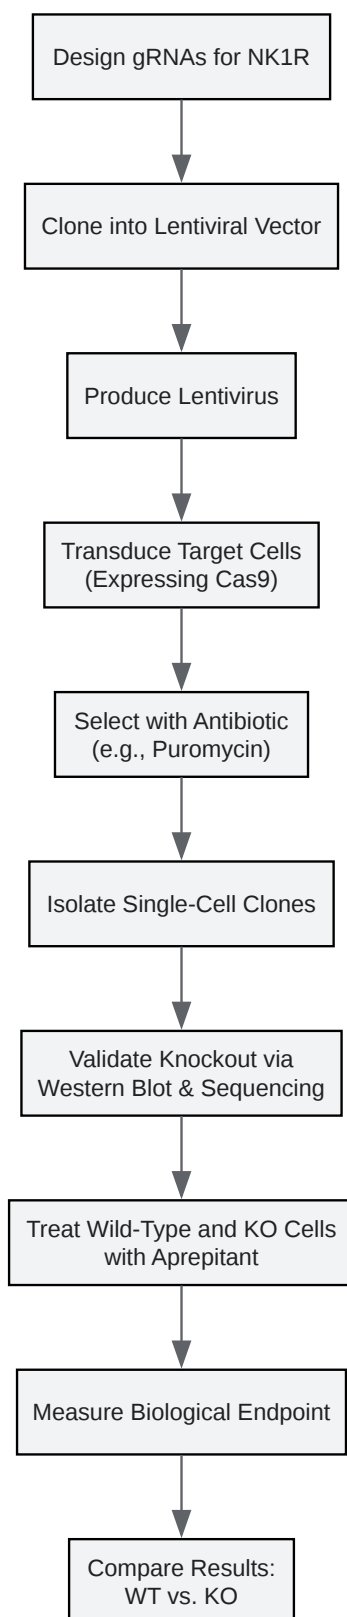 Design gRNAs for NK1R
Clone into Lentiviral Vector
Produce Lentivirus
Transduce Target Cells
(Expressing Cas9)
Select with Antibiotic
(e.g., Puromycin)
Isolate Single-Cell Clones
Validate Knockout via
Western Blot & Sequencing
Treat Wild-Type and KO Cells
with Aprepitant
Measure Biological Endpoint
Compare Results:
WT vs. KO